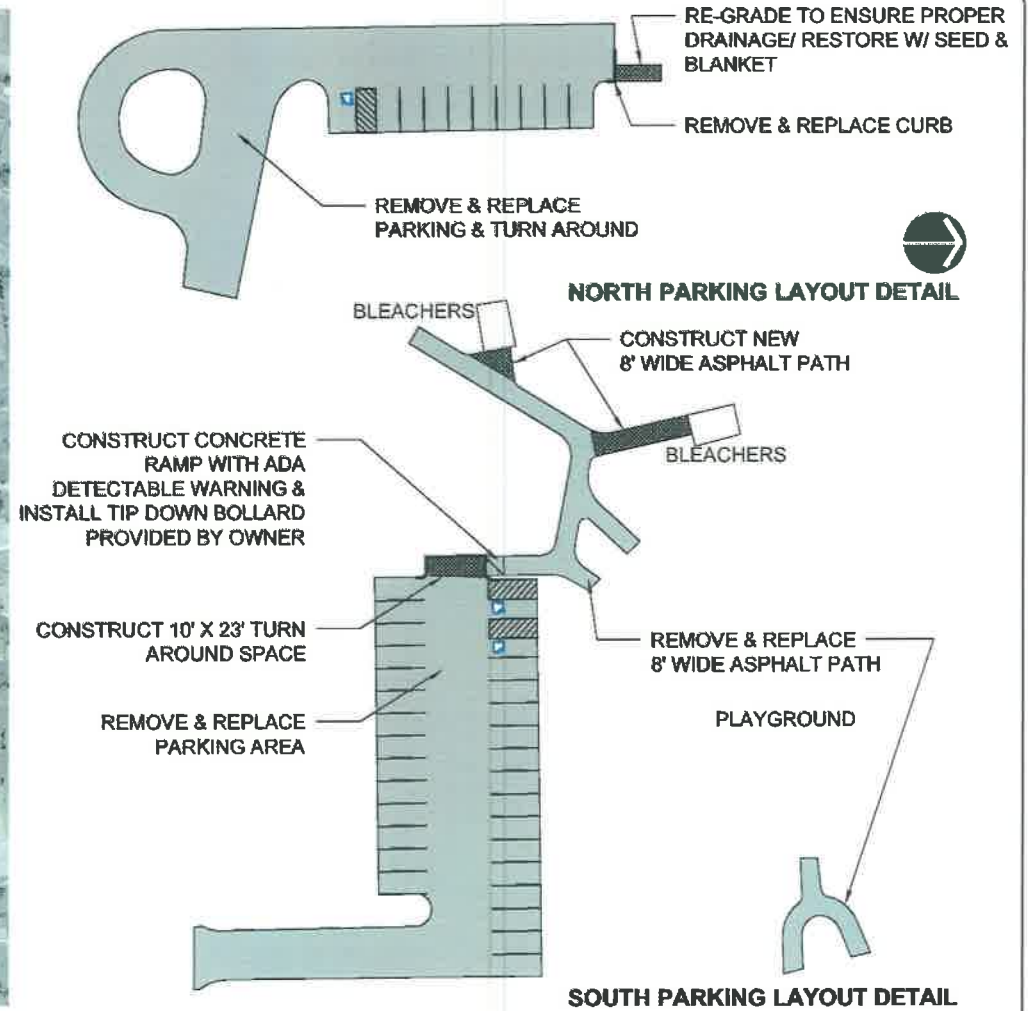 RE-GRADE TO ENSURE PROPER
DRAINAGE/ RESTORE W/ SEED &
BLANKET
REMOVE & REPLACE CURB
REMOVE & REPLACE
PARKING & TURN AROUND
NORTH PARKING LAYOUT DETAIL
BLEACHERS
CONSTRUCT NEW
8' WIDE ASPHALT PATH
BLEACHERS
CONSTRUCT CONCRETE
RAMP WITH ADA
DETECTABLE WARNING &
INSTALL TIP DOWN BOLLARD
PROVIDED BY OWNER
CONSTRUCT 10' X 23' TURN
AROUND SPACE
REMOVE & REPLACE
8' WIDE ASPHALT PATH
REMOVE & REPLACE
PARKING AREA
PLAYGROUND
SOUTH PARKING LAYOUT DETAIL